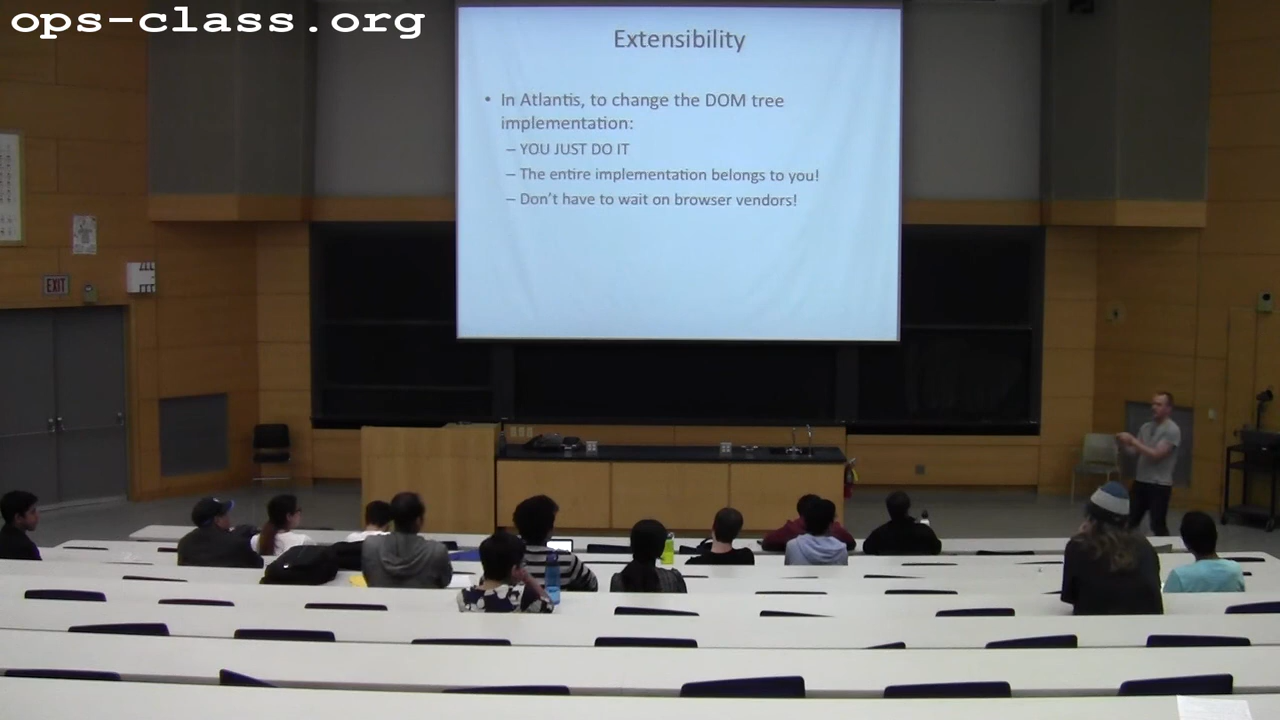 ops-class.org
Extensibility
• In Atlantis, to change the DOM tree
implementation:
– YOU JUST DO IT
– The entire implementation belongs to you!
– Don't have to wait on browser vendors!
EXIT